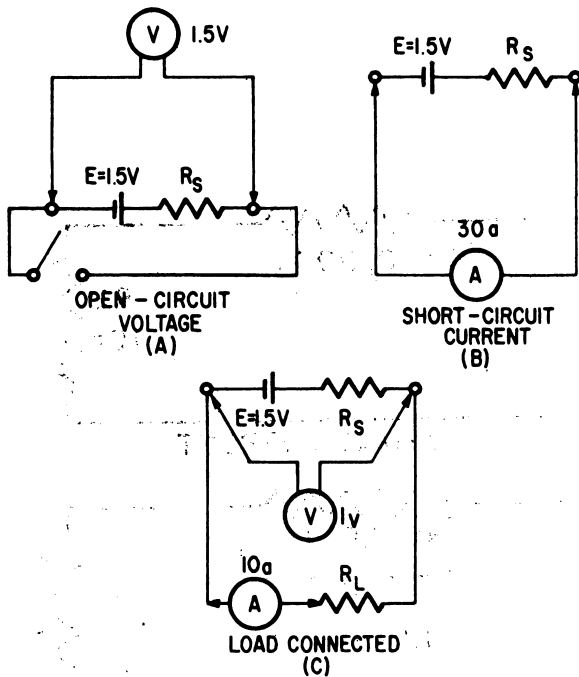 V 1.5V
E=1.5V RS
OPEN-CIRCUIT
VOLTAGE
(A)
E=1.5V RS
30a
A
SHORT-CIRCUIT
CURRENT
(B)
E=1.5V RS
V 1v
10a RL
A
LOAD CONNECTED
(C)